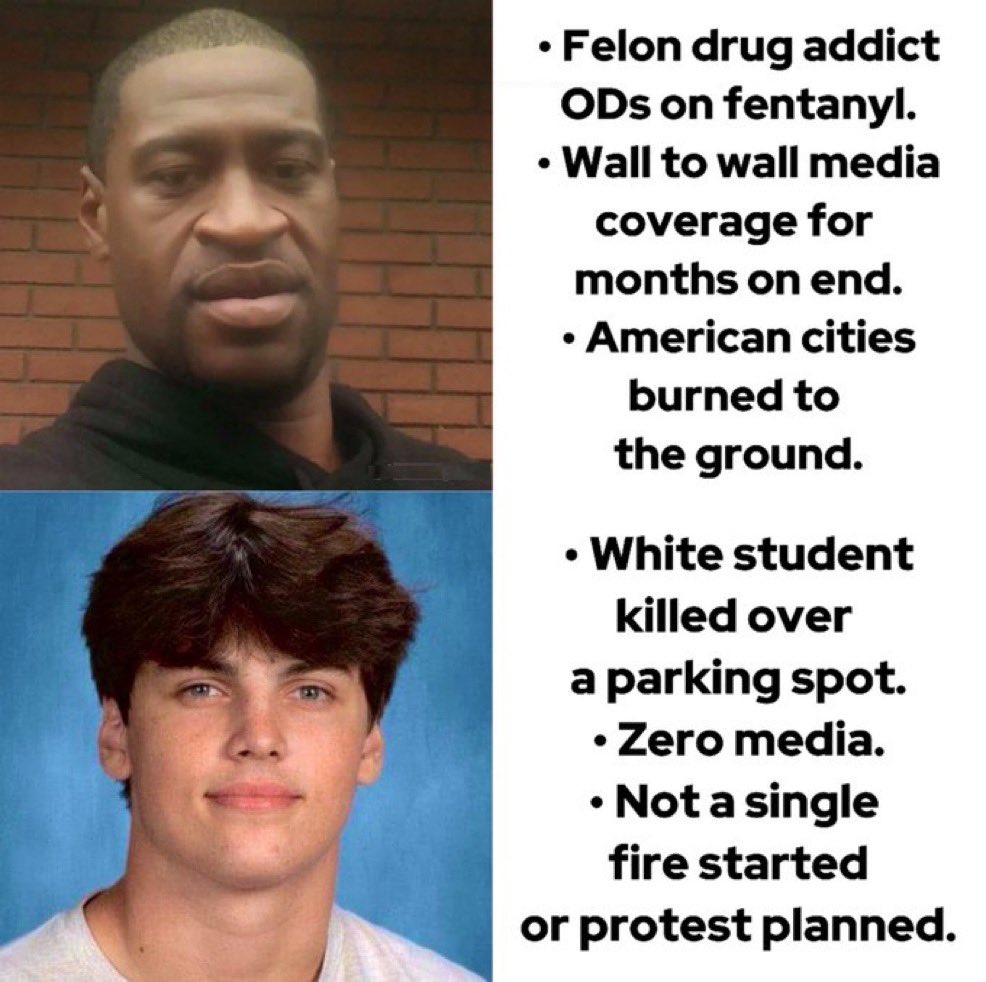 • Felon drug addict
ODs on fentanyl.
• Wall to wall media
coverage for
months on end.
• American cities
burned to
the ground.
• White student
killed over
a parking spot.
• Zero media.
• Not a single
fire started
or protest planned.